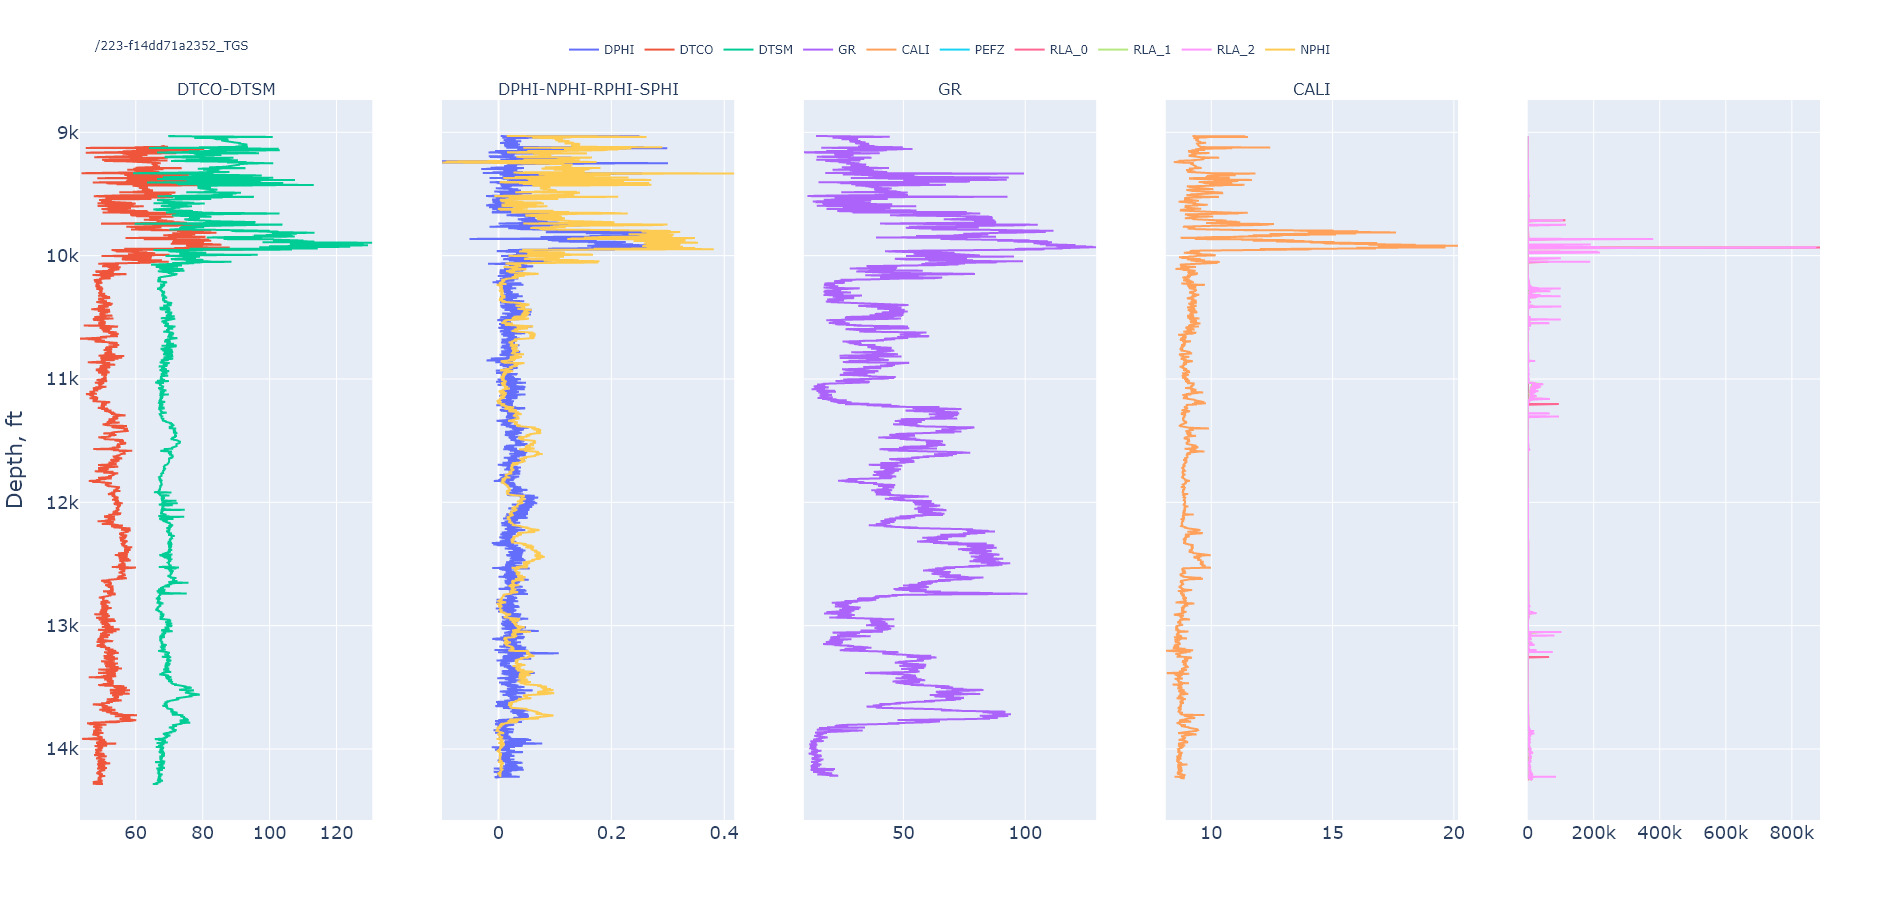 /223-f14dd71a2352_TGS
DPHI DTCO DTSM GR CALI PEFZ RLA_0 RLA_1 RLA_2 NPHI
DTCO-DTSM DPHI-NPHI-RPHI-SPHI GR CALI
9k
10k
11k
12k
13k
14k
Depth, ft
60 80 100 120 0 0.2 0.4 50 100 10 15 20 0 200k 400k 600k 800k